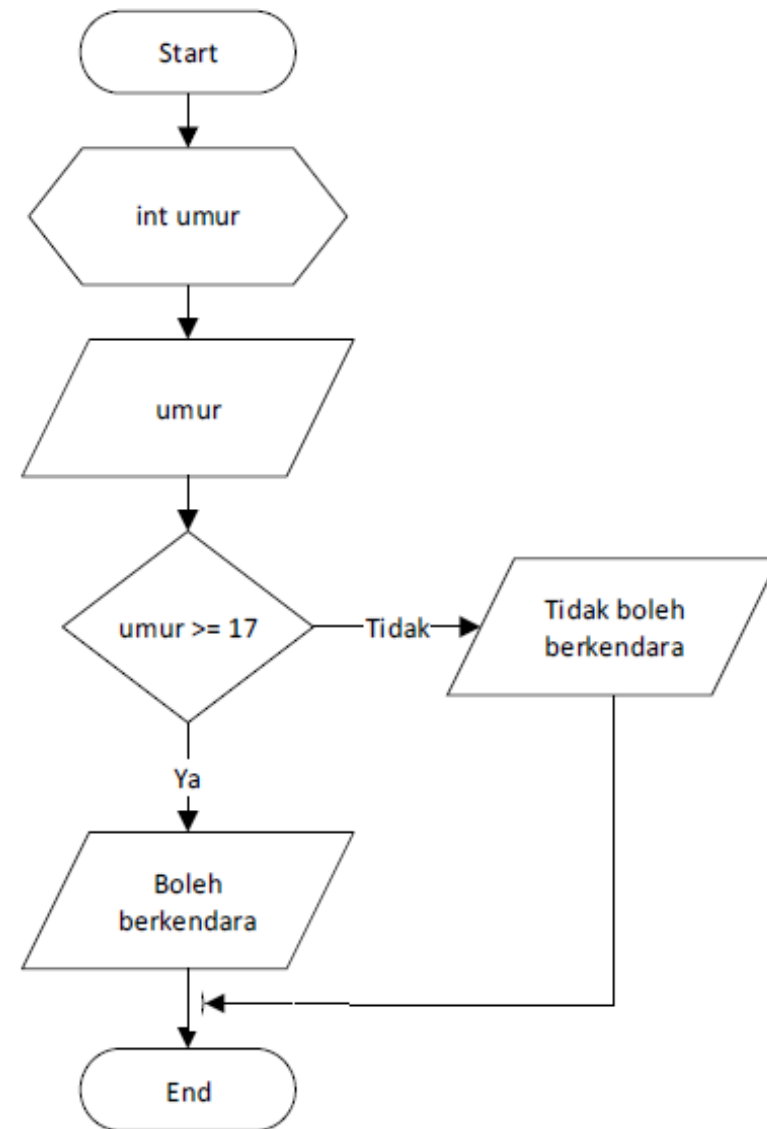 Start
int umur
umur
umur >= 17
Tidak
Tidak boleh
berkendara
Ya
Boleh
berkendara
End